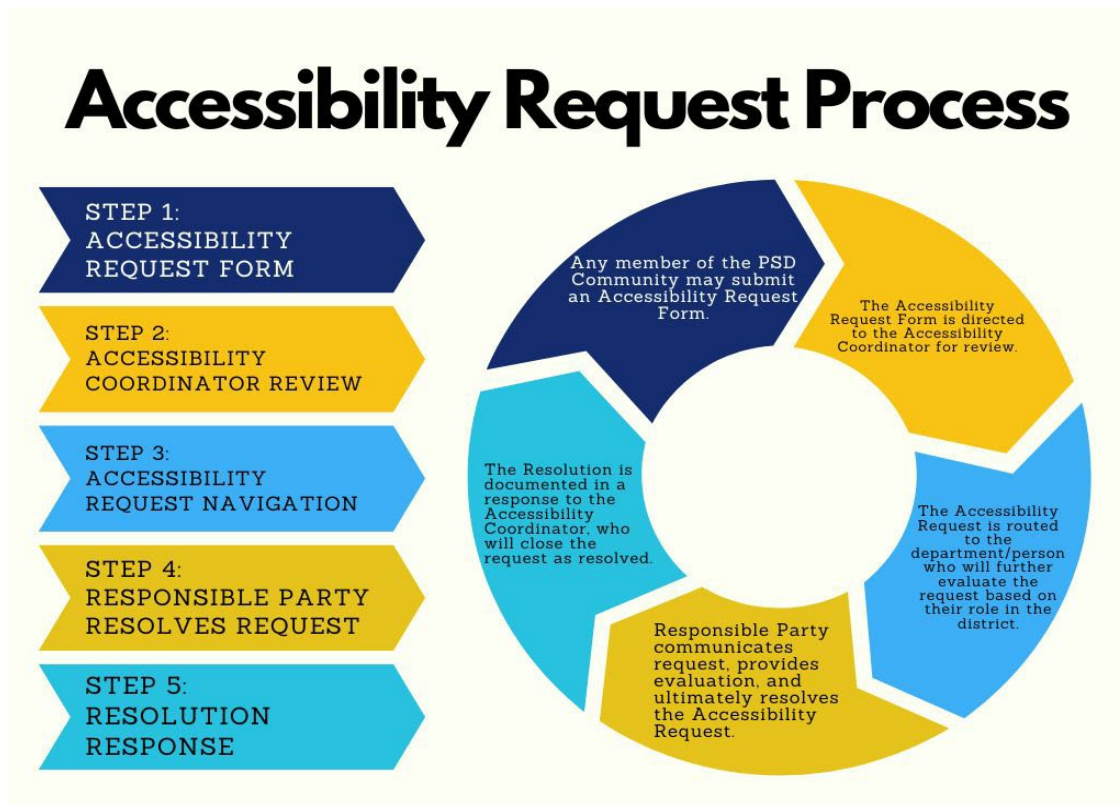 Accessibility Request Process
STEP 1:
ACCESSIBILITY
REQUEST FORM
STEP 2:
ACCESSIBILITY
COORDINATOR REVIEW
STEP 3:
ACCESSIBILITY
REQUEST NAVIGATION
STEP 4:
RESPONSIBLE PARTY
RESOLVES REQUEST
STEP 5:
RESOLUTION
RESPONSE
Any member of the PSD
Community may submit
an Accessibility Request
Form.
The Accessibility
Request Form is directed
to the Accessibility
Coordinator for review.
The Accessibility
Request is routed
to the
department/person
who will further
evaluate the
request based on
their role in the
district.
Responsible Party
communicates
request, provides
evaluation, and
ultimately resolves
the Accessibility
Request.
The Resolution is
documented in a
response to the
Accessibility
Coordinator, who
will close the
request as resolved.